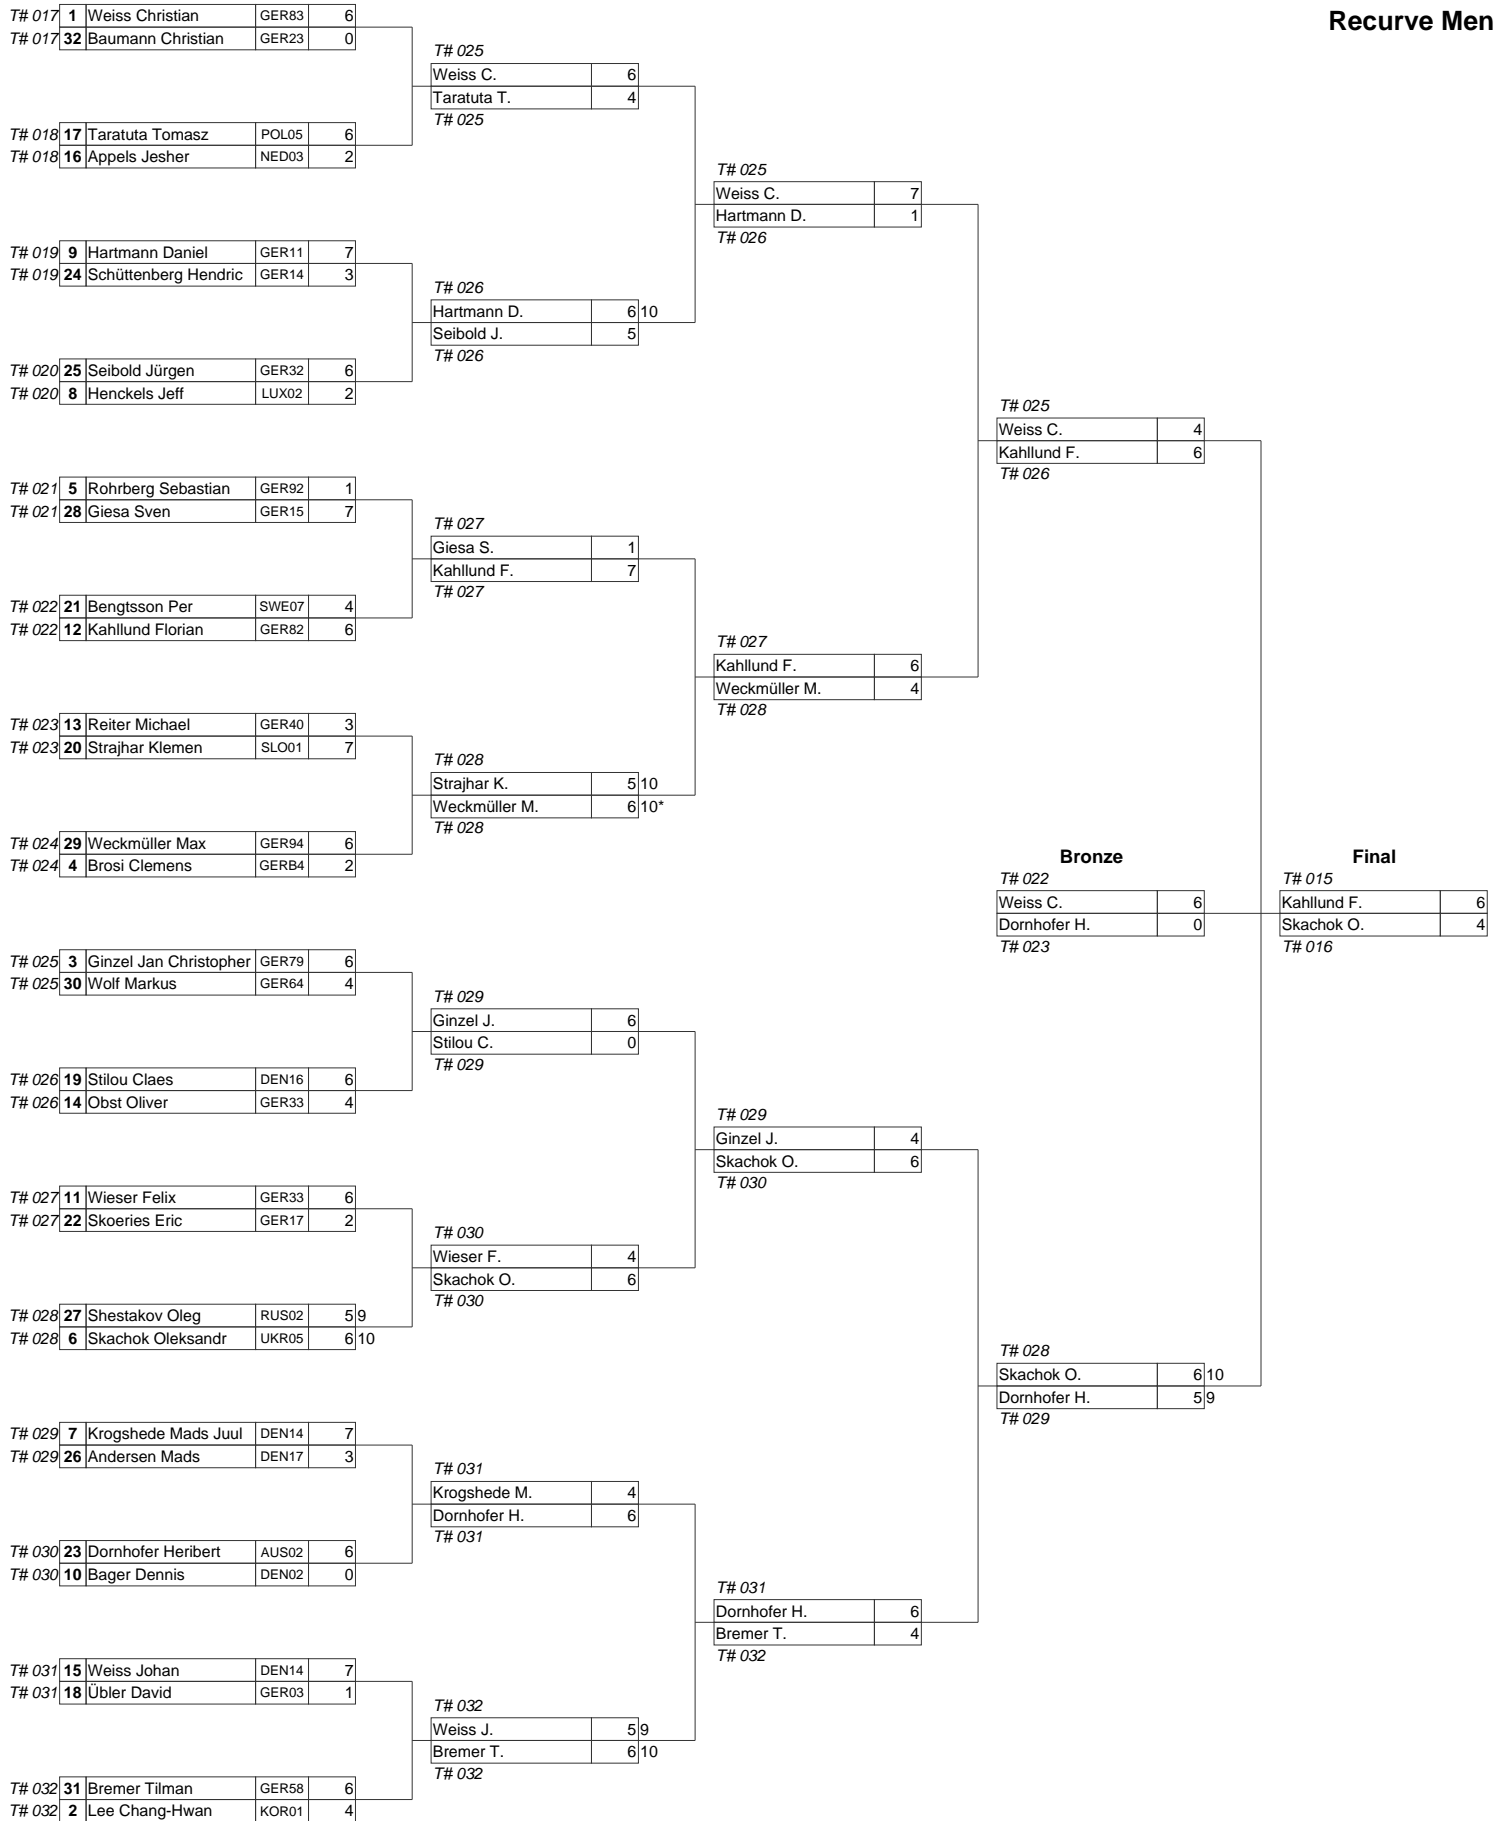 Recurve Men
T# 017 1 Weiss Christian GER83 6
T# 017 32 Baumann Christian GER23 0
T# 018 17 Taratuta Tomasz POL05 6
T# 018 16 Appels Jesher NED03 2
T# 019 9 Hartmann Daniel GER11 7
T# 019 24 Schüttenberg Hendric GER14 3
T# 020 25 Seibold Jürgen GER32 6
T# 020 8 Henckels Jeff LUX02 2
T# 021 5 Rohrberg Sebastian GER92 1
T# 021 28 Giesa Sven GER15 7
T# 022 21 Bengtsson Per SWE07 4
T# 022 12 Kahllund Florian GER82 6
T# 023 13 Reiter Michael GER40 3
T# 023 20 Strajhar Klemen SLO01 7
T# 024 29 Weckmüller Max GER94 6
T# 024 4 Brosi Clemens GERB4 2
T# 025 3 Ginzel Jan Christopher GER79 6
T# 025 30 Wolf Markus GER64 4
T# 026 19 Stilou Claes DEN16 6
T# 026 14 Obst Oliver GER33 4
T# 027 11 Wieser Felix GER33 6
T# 027 22 Skoeries Eric GER17 2
T# 028 27 Shestakov Oleg RUS02 5 9
T# 028 6 Skachok Oleksandr UKR05 6 10
T# 029 7 Krogshede Mads Juul DEN14 7
T# 029 26 Andersen Mads DEN17 3
T# 030 23 Dornhofer Heribert AUS02 6
T# 030 10 Bager Dennis DEN02 0
T# 031 15 Weiss Johan DEN14 7
T# 031 18 Übler David GER03 1
T# 032 31 Bremer Tilman GER58 6
T# 032 2 Lee Chang-Hwan KOR01 4
T# 025
Weiss C. 6
Taratuta T. 4
T# 025
T# 026
Hartmann D. 6 10
Seibold J. 5
T# 026
T# 027
Giesa S. 1
Kahllund F. 7
T# 027
T# 028
Strajhar K. 5 10
Weckmüller M. 6 10*
T# 028
T# 029
Ginzel J. 6
Stilou C. 0
T# 029
T# 030
Wieser F. 4
Skachok O. 6
T# 030
T# 031
Krogshede M. 4
Dornhofer H. 6
T# 031
T# 032
Weiss J. 5 9
Bremer T. 6 10
T# 032
T# 025
Weiss C. 7
Hartmann D. 1
T# 026
T# 027
Kahllund F. 6
Weckmüller M. 4
T# 028
T# 029
Ginzel J. 4
Skachok O. 6
T# 030
T# 031
Dornhofer H. 6
Bremer T. 4
T# 032
T# 025
Weiss C. 4
Kahllund F. 6
T# 026
T# 028
Skachok O. 6 10
Dornhofer H. 5 9
T# 029
Bronze
T# 022
Weiss C. 6
Dornhofer H. 0
T# 023
Final
T# 015
Kahllund F. 6
Skachok O. 4
T# 016